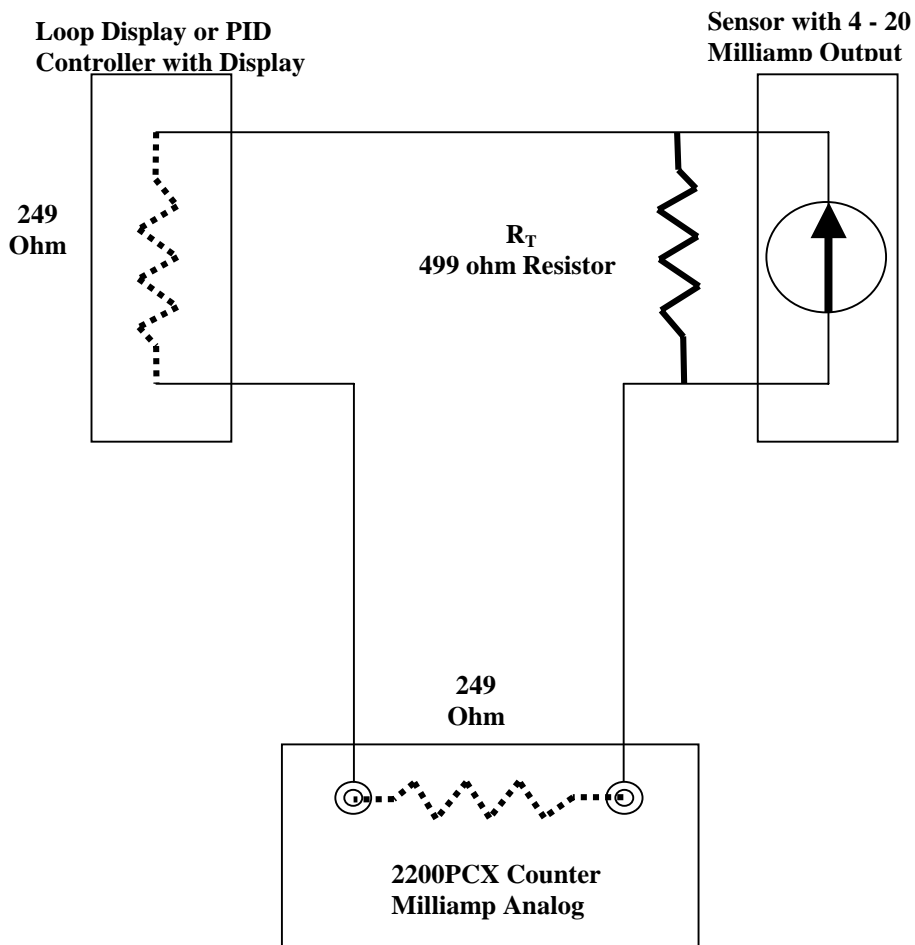 Loop Display or PID
Controller with Display
Sensor with 4 - 20
Milliamp Output
249
Ohm
R_T
499 ohm Resistor
249
Ohm
2200PCX Counter
Milliamp Analog